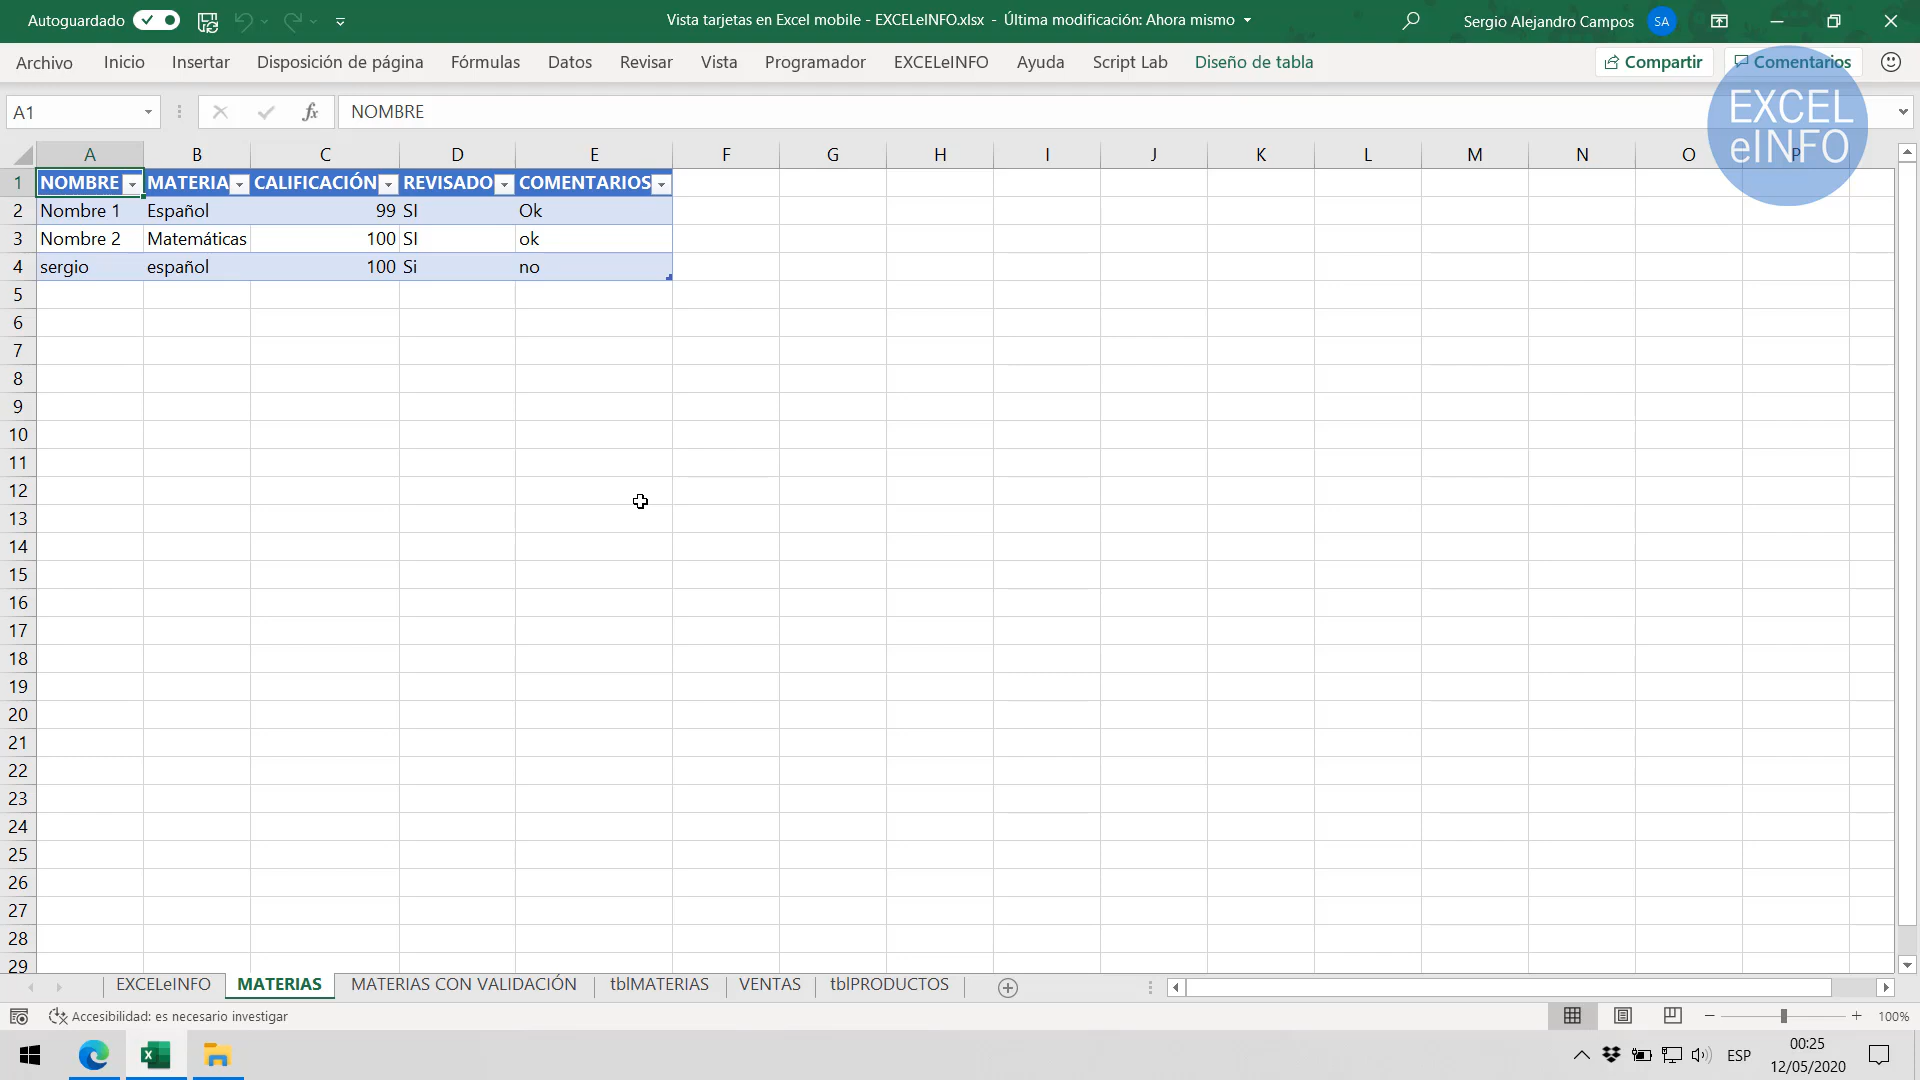 Autoguardado
Vista tarjetas en Excel mobile - EXCELeINFO.xlsx - Última modificación: Ahora mismo
Sergio Alejandro Campos SA
Archivo Inicio Insertar Disposición de página Fórmulas Datos Revisar Vista Programador EXCELeINFO Ayuda Script Lab Diseño de tabla Compartir Comentarios
A1 fx NOMBRE
EXCEL
eINFO
A B C D E F G H I J K L M N O P
1 NOMBRE MATERIA CALIFICACIÓN REVISADO COMENTARIOS
2 Nombre 1 Español 99 SI Ok
3 Nombre 2 Matemáticas 100 SI ok
4 sergio español 100 Si no
5
6
7
8
9
10
11
12
13
14
15
16
17
18
19
20
21
22
23
24
25
26
27
28
29
EXCELeINFO MATERIAS MATERIAS CON VALIDACIÓN tblMATERIAS VENTAS tblPRODUCTOS
Accesibilidad: es necesario investigar
100%
ESP
00:25
12/05/2020